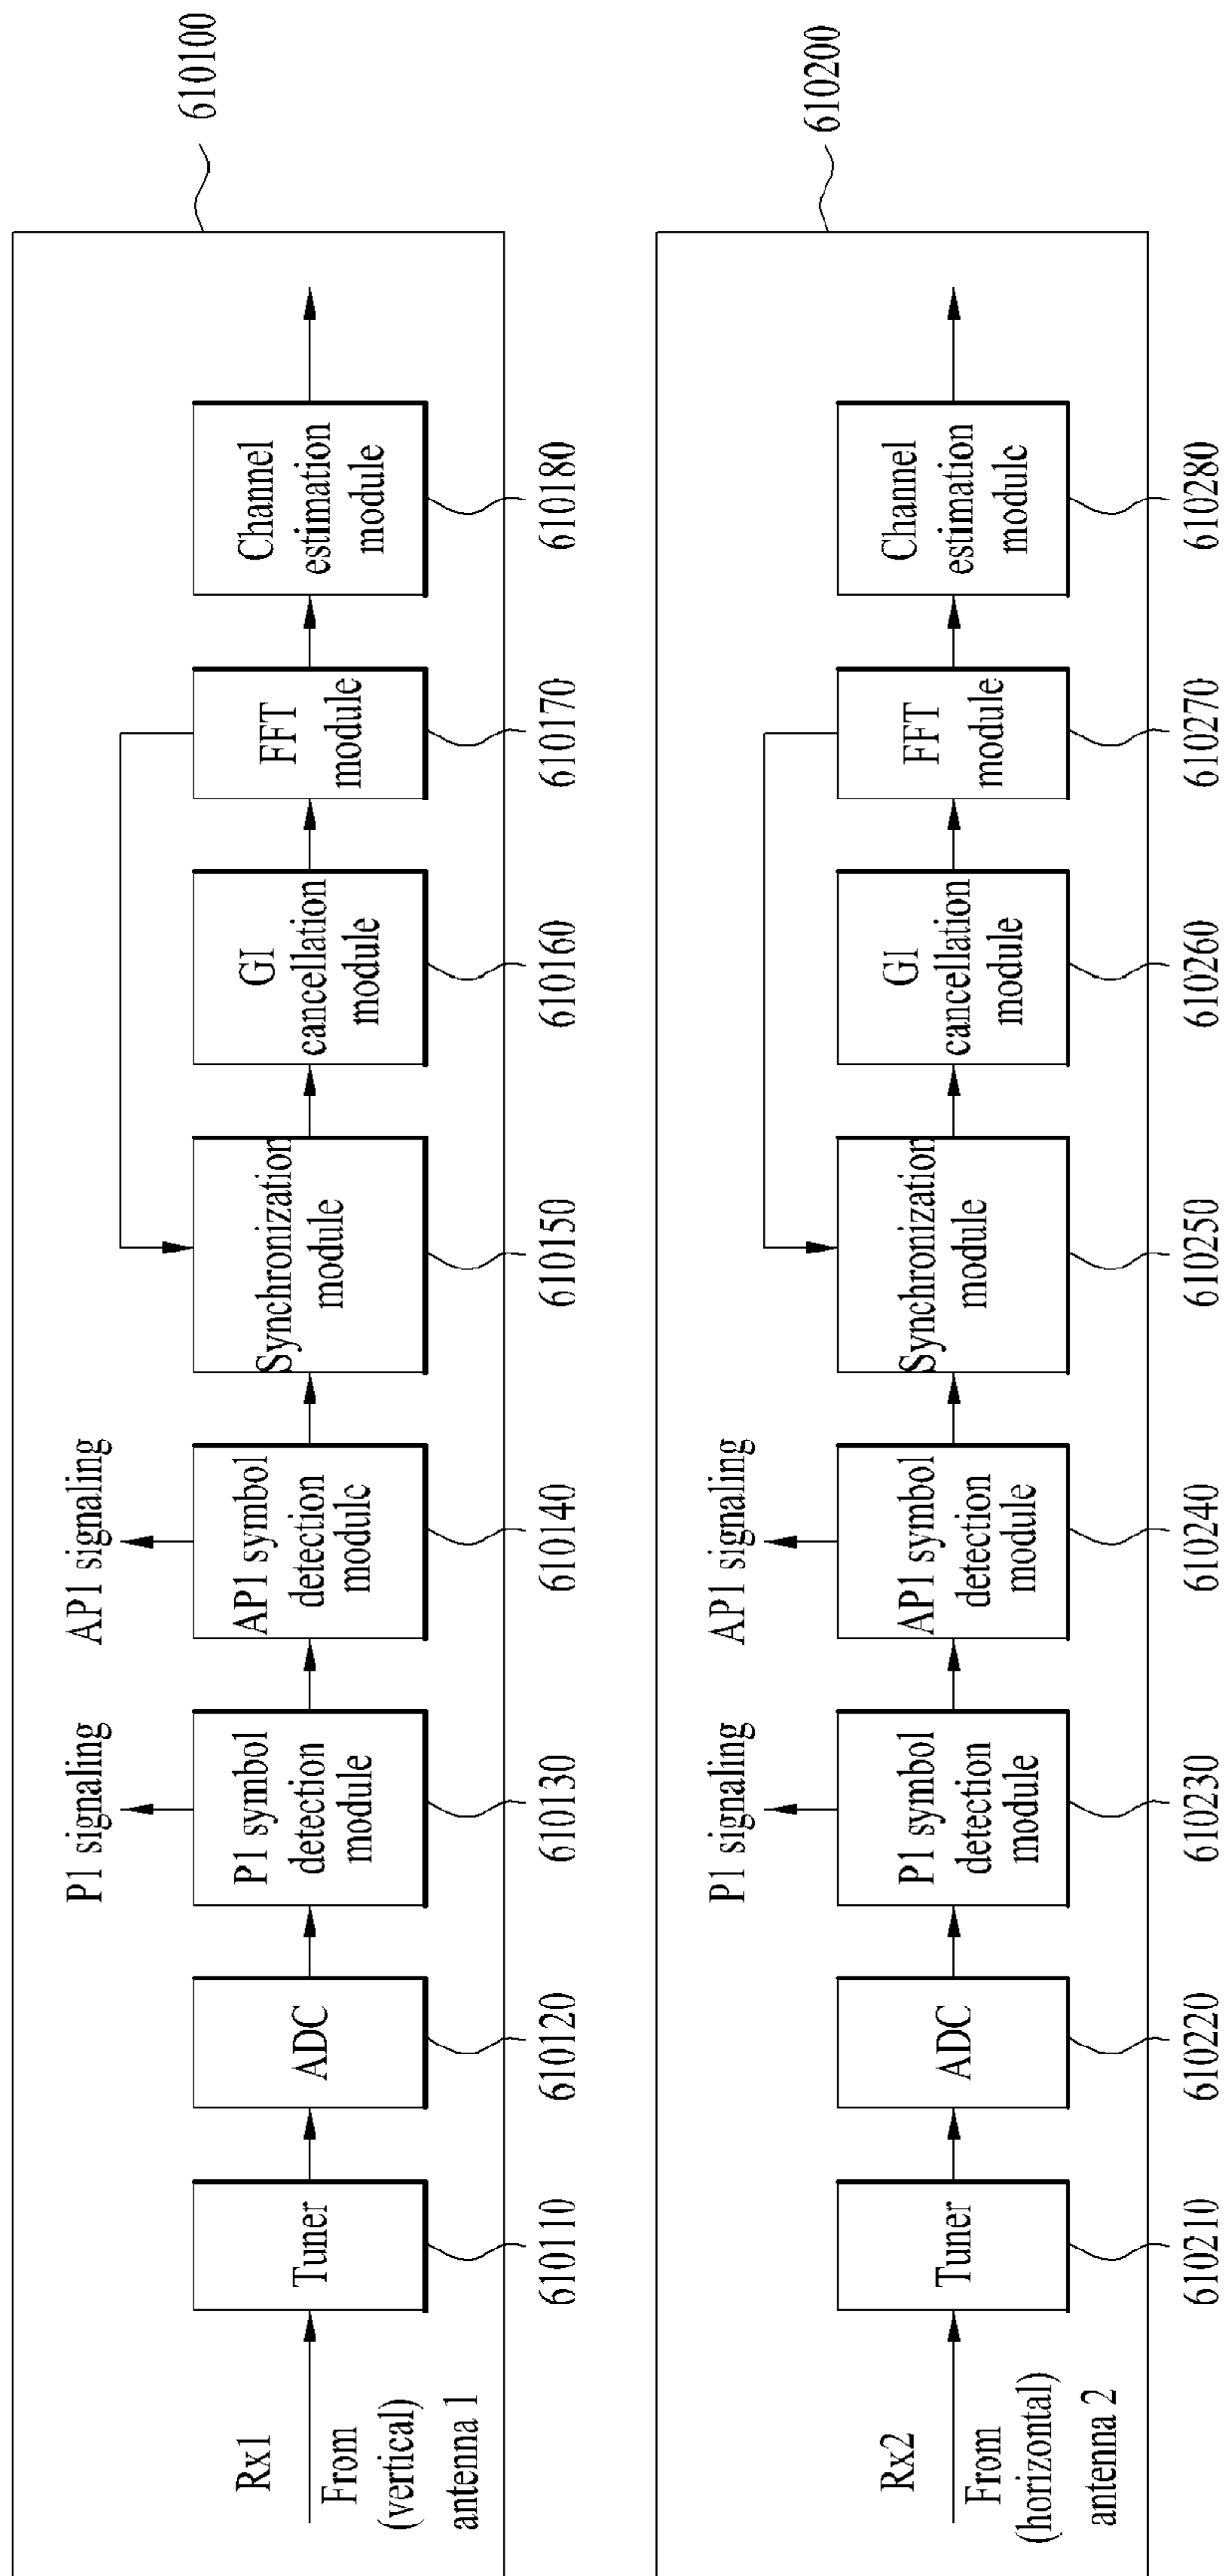 610100
P1 signaling
AP1 signaling
Rx1
From
(vertical)
antenna 1
Tuner
ADC
P1 symbol
detection
module
AP1 symbol
detection
module
Synchronization
module
GI
cancellation
module
FFT
module
Channel
estimation
module
610110
610120
610130
610140
610150
610160
610170
610180
610200
P1 signaling
AP1 signaling
Rx2
From
(horizontal)
antenna 2
Tuner
ADC
P1 symbol
detection
module
AP1 symbol
detection
module
Synchronization
module
GI
cancellation
module
FFT
module
Channel
estimation
module
610210
610220
610230
610240
610250
610260
610270
610280